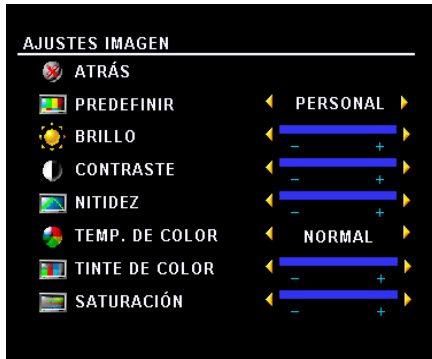 AJUSTES IMAGEN
ATRÁS
PREDEFINIR PERSONAL
BRILLO
- +
CONTRASTE
- +
NITIDEZ
- +
TEMP. DE COLOR NORMAL
TINTE DE COLOR
- +
SATURACIÓN
- +